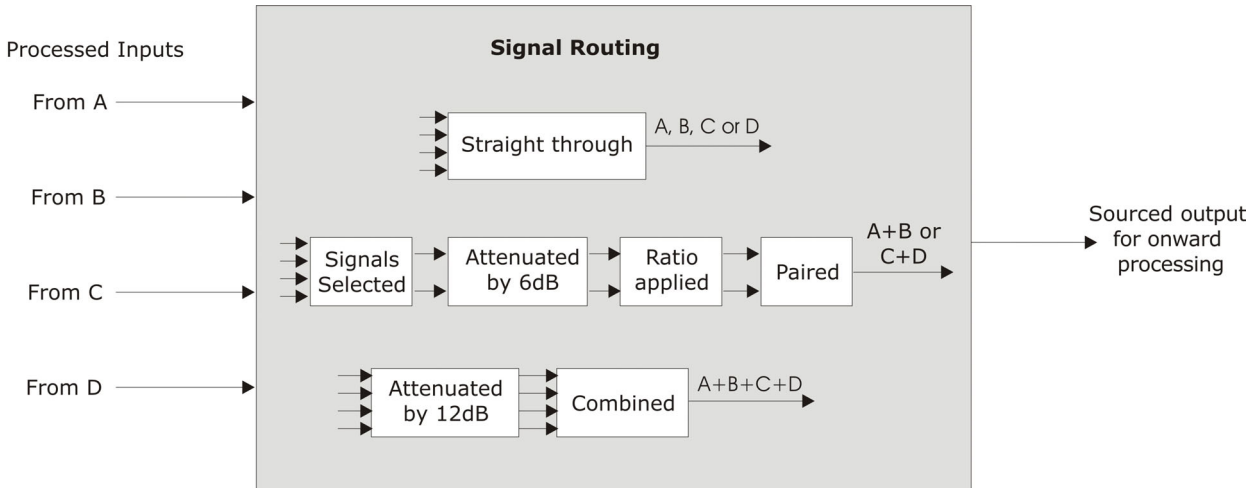 Signal Routing
Processed Inputs
From A
From B
From C
From D
Straight through
A, B, C or D
Signals
Selected
Attenuated
by 6dB
Ratio
applied
Paired
A+B or
C+D
Attenuated
by 12dB
Combined
A+B+C+D
Sourced output
for onward
processing